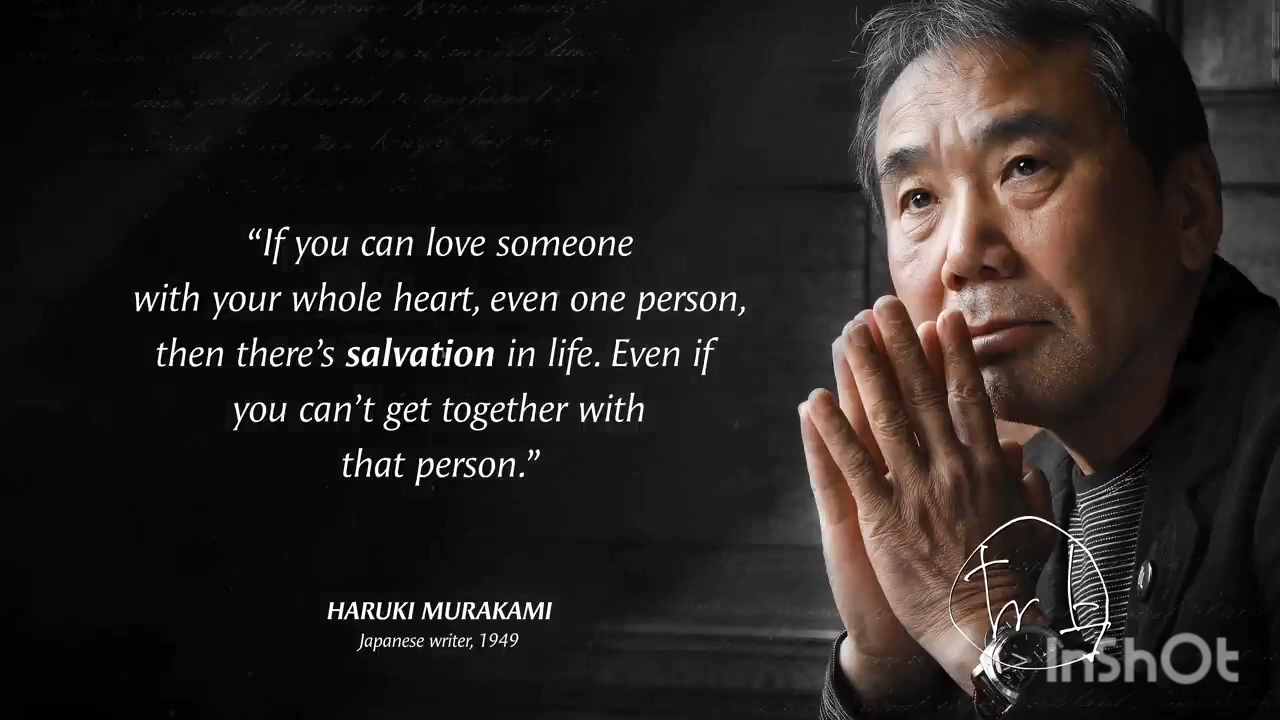 “If you can love someone
with your whole heart, even one person,
then there’s salvation in life. Even if
you can’t get together with
that person.”
HARUKI MURAKAMI
Japanese writer, 1949
InShOt